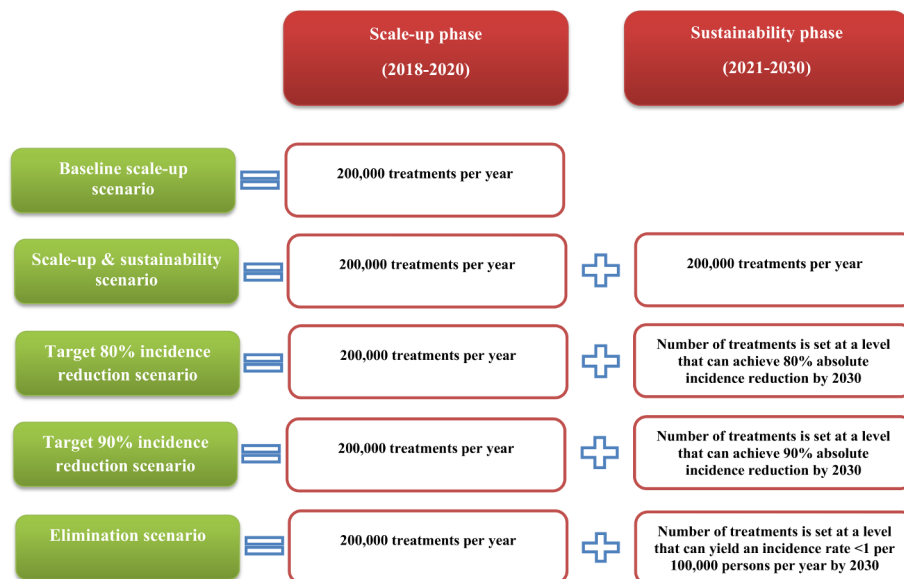 Scale-up phase
(2018-2020)
Sustainability phase
(2021-2030)
Baseline scale-up
scenario
200,000 treatments per year
Scale-up & sustainability
scenario
200,000 treatments per year
200,000 treatments per year
Target 80% incidence
reduction scenario
200,000 treatments per year
Number of treatments is set at a level
that can achieve 80% absolute
incidence reduction by 2030
Target 90% incidence
reduction scenario
200,000 treatments per year
Number of treatments is set at a level
that can achieve 90% absolute
incidence reduction by 2030
Elimination scenario
200,000 treatments per year
Number of treatments is set at a level
that can yield an incidence rate <1 per
100,000 persons per year by 2030